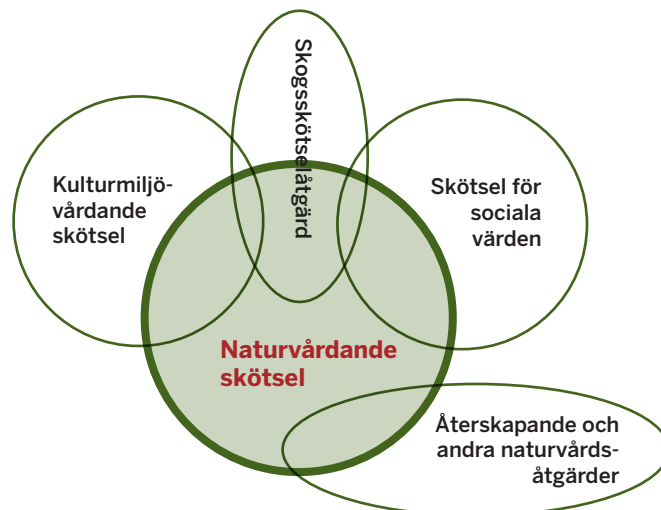 Skogsskötselåtgärd
Kulturmiljö-
vårdande
skötsel
Skötsel för
sociala
värden
Naturvårdande
skötsel
Återskapande och
andra naturvårds-
åtgärder